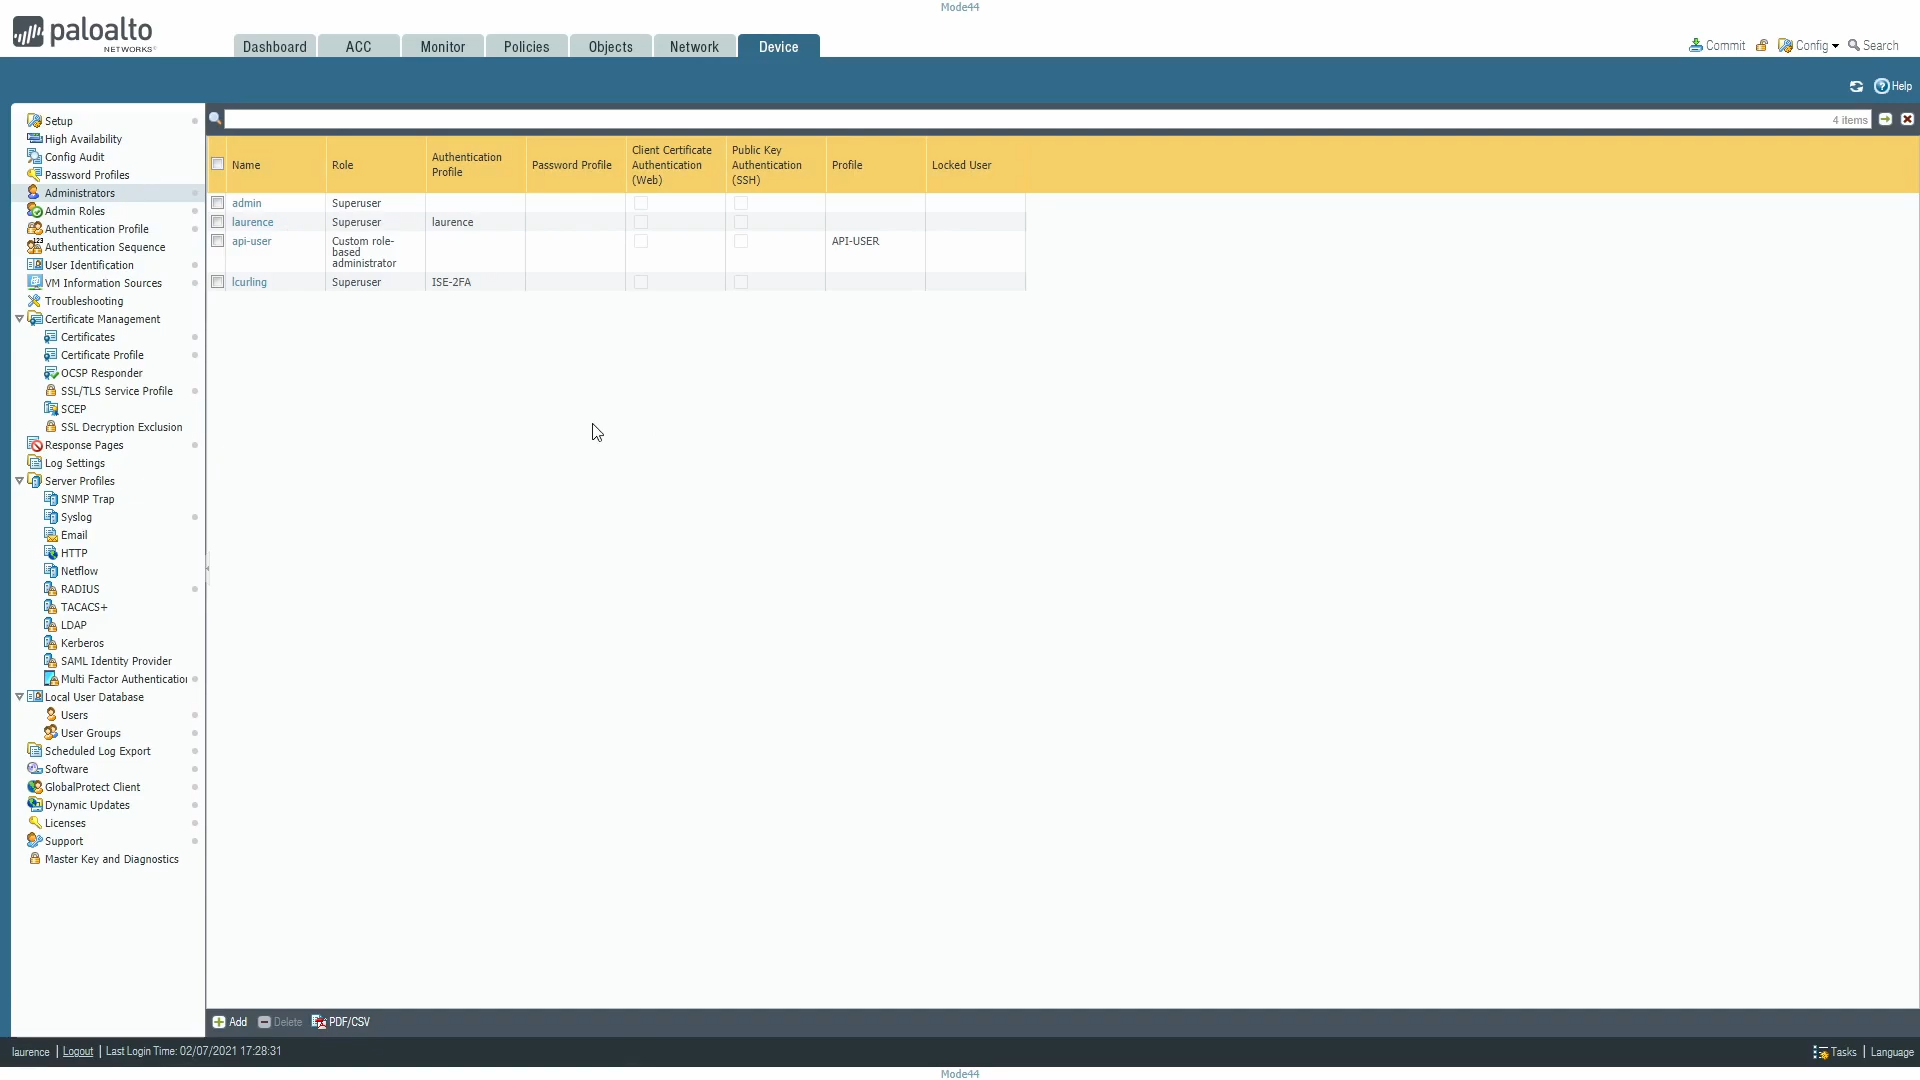 Mode44
paloalto
NETWORKS®
Dashboard
ACC
Monitor
Policies
Objects
Network
Device
Commit
Config
Search
Help
Setup
High Availability
Config Audit
Password Profiles
Administrators
Admin Roles
Authentication Profile
Authentication Sequence
User Identification
VM Information Sources
Troubleshooting
Certificate Management
Certificates
Certificate Profile
OCSP Responder
SSL/TLS Service Profile
SCEP
SSL Decryption Exclusion
Response Pages
Log Settings
Server Profiles
SNMP Trap
Syslog
Email
HTTP
Netflow
RADIUS
TACACS+
LDAP
Kerberos
SAML Identity Provider
Multi Factor Authentication
Local User Database
Users
User Groups
Scheduled Log Export
Software
GlobalProtect Client
Dynamic Updates
Licenses
Support
Master Key and Diagnostics
4 items
Name
Role
Authentication
Profile
Password Profile
Client Certificate
Authentication
(Web)
Public Key
Authentication
(SSH)
Profile
Locked User
admin Superuser
laurence Superuser laurence
api-user Custom role- API-USER
based
administrator
lcurling Superuser ISE-2FA
Add Delete PDF/CSV
laurence | Logout | Last Login Time: 02/07/2021 17:28:31
Tasks | Language
Mode44